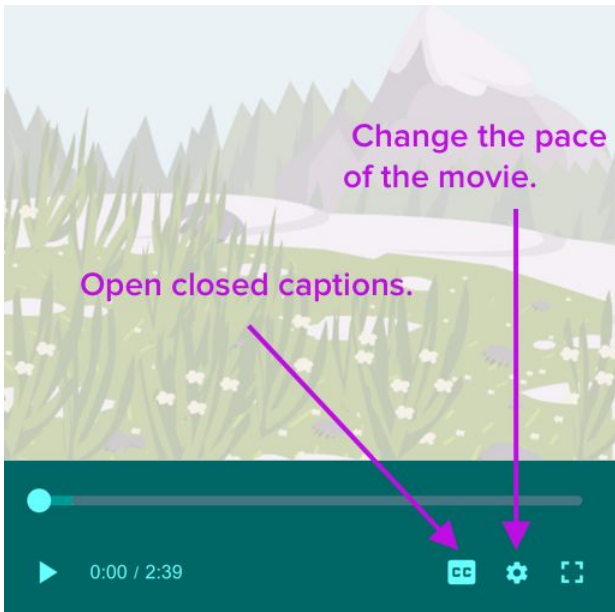 Change the pace
of the movie.
Open closed captions.
0:00 / 2:39
CC